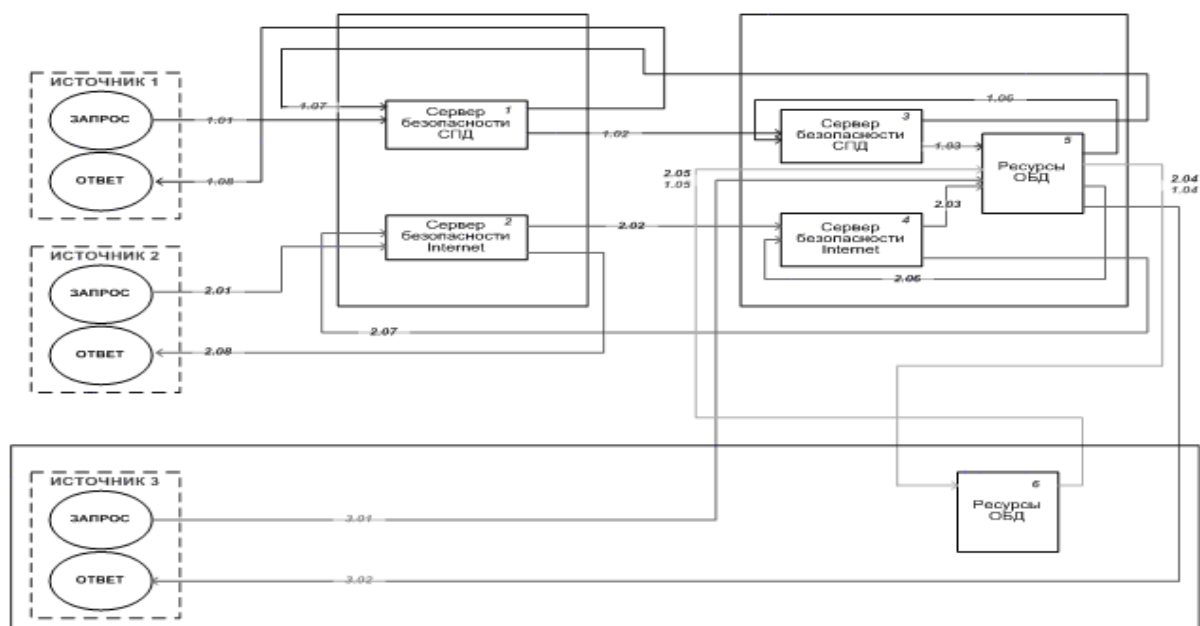 ИСТОЧНИК 1
ЗАПРОС
ОТВЕТ
1.01
1.08
1.07
1
Сервер
безопасности
СПД
1.02
3
Сервер
безопасности
СПД
1.06
1.03
5
Ресурсы
ОБД
2.05
1.05
2.04
1.04
ИСТОЧНИК 2
ЗАПРОС
ОТВЕТ
2.01
2.08
2
Сервер
безопасности
Internet
2.02
4
Сервер
безопасности
Internet
2.03
2.06
2.07
ИСТОЧНИК 3
ЗАПРОС
ОТВЕТ
3.01
3.02
6
Ресурсы
ОБД